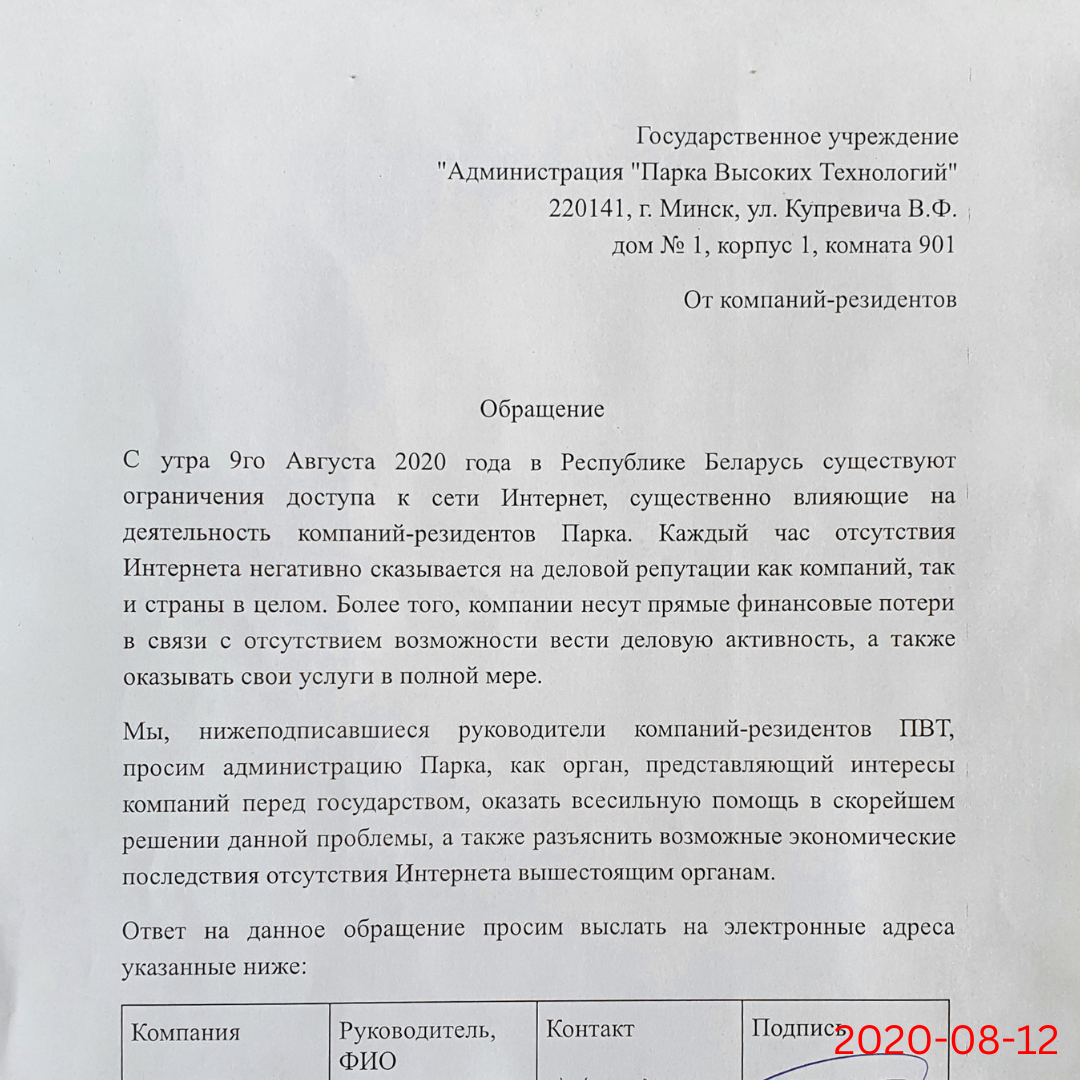 Государственное учреждение
"Администрация "Парка Высоких Технологий"
220141, г. Минск, ул. Купревича В.Ф.
дом № 1, корпус 1, комната 901
От компаний-резидентов
Обращение
С утра 9го Августа 2020 года в Республике Беларусь существуют
ограничения доступа к сети Интернет, существенно влияющие на
деятельность компаний-резидентов Парка. Каждый час отсутствия
Интернета негативно сказывается на деловой репутации как компаний, так
и страны в целом. Более того, компании несут прямые финансовые потери
в связи с отсутствием возможности вести деловую активность, а также
оказывать свои услуги в полной мере.
Мы, нижеподписавшиеся руководители компаний-резидентов ПВТ,
просим администрацию Парка, как орган, представляющий интересы
компаний перед государством, оказать всесильную помощь в скорейшем
решении данной проблемы, а также разъяснить возможные экономические
последствия отсутствия Интернета вышестоящим органам.
Ответ на данное обращение просим выслать на электронные адреса
указанные ниже:
Компания
Руководитель,
ФИО
Контакт
Подпись
2020-08-12